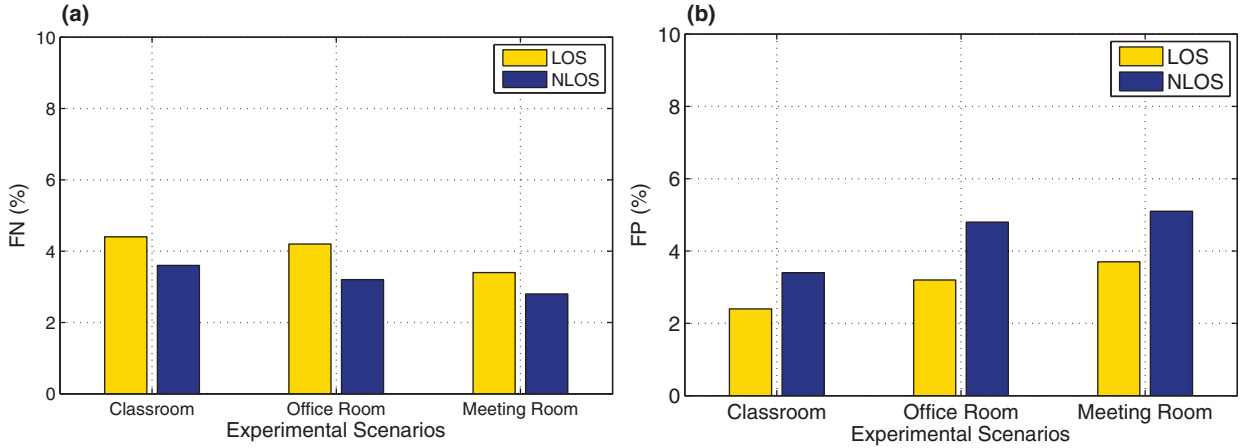 (a)
10
8
6
4
2
0
FN (%)
LOS
NLOS
Classroom
Office Room
Meeting Room
Experimental Scenarios
(b)
10
8
6
4
2
0
FP (%)
LOS
NLOS
Classroom
Office Room
Meeting Room
Experimental Scenarios